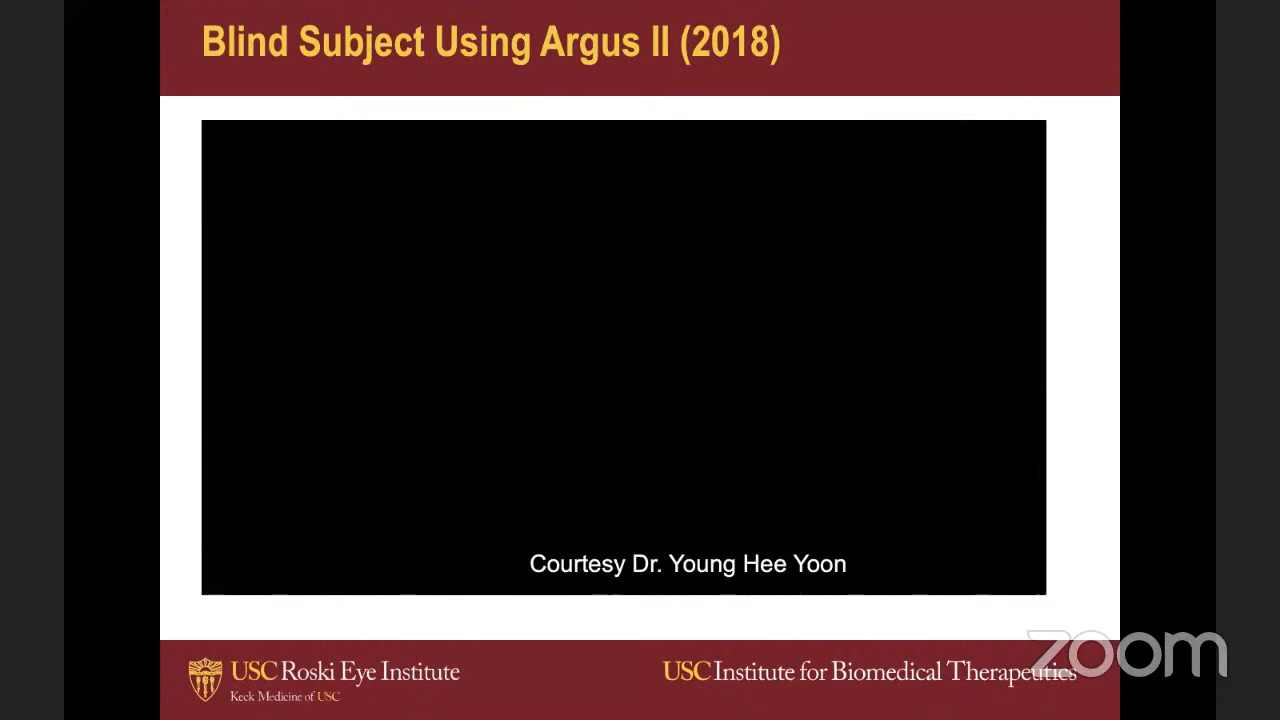 Blind Subject Using Argus II (2018)
Courtesy Dr. Young Hee Yoon
USC Roski Eye Institute
Keck Medicine of USC
USC Institute for Biomedical Therapeutics
zoom